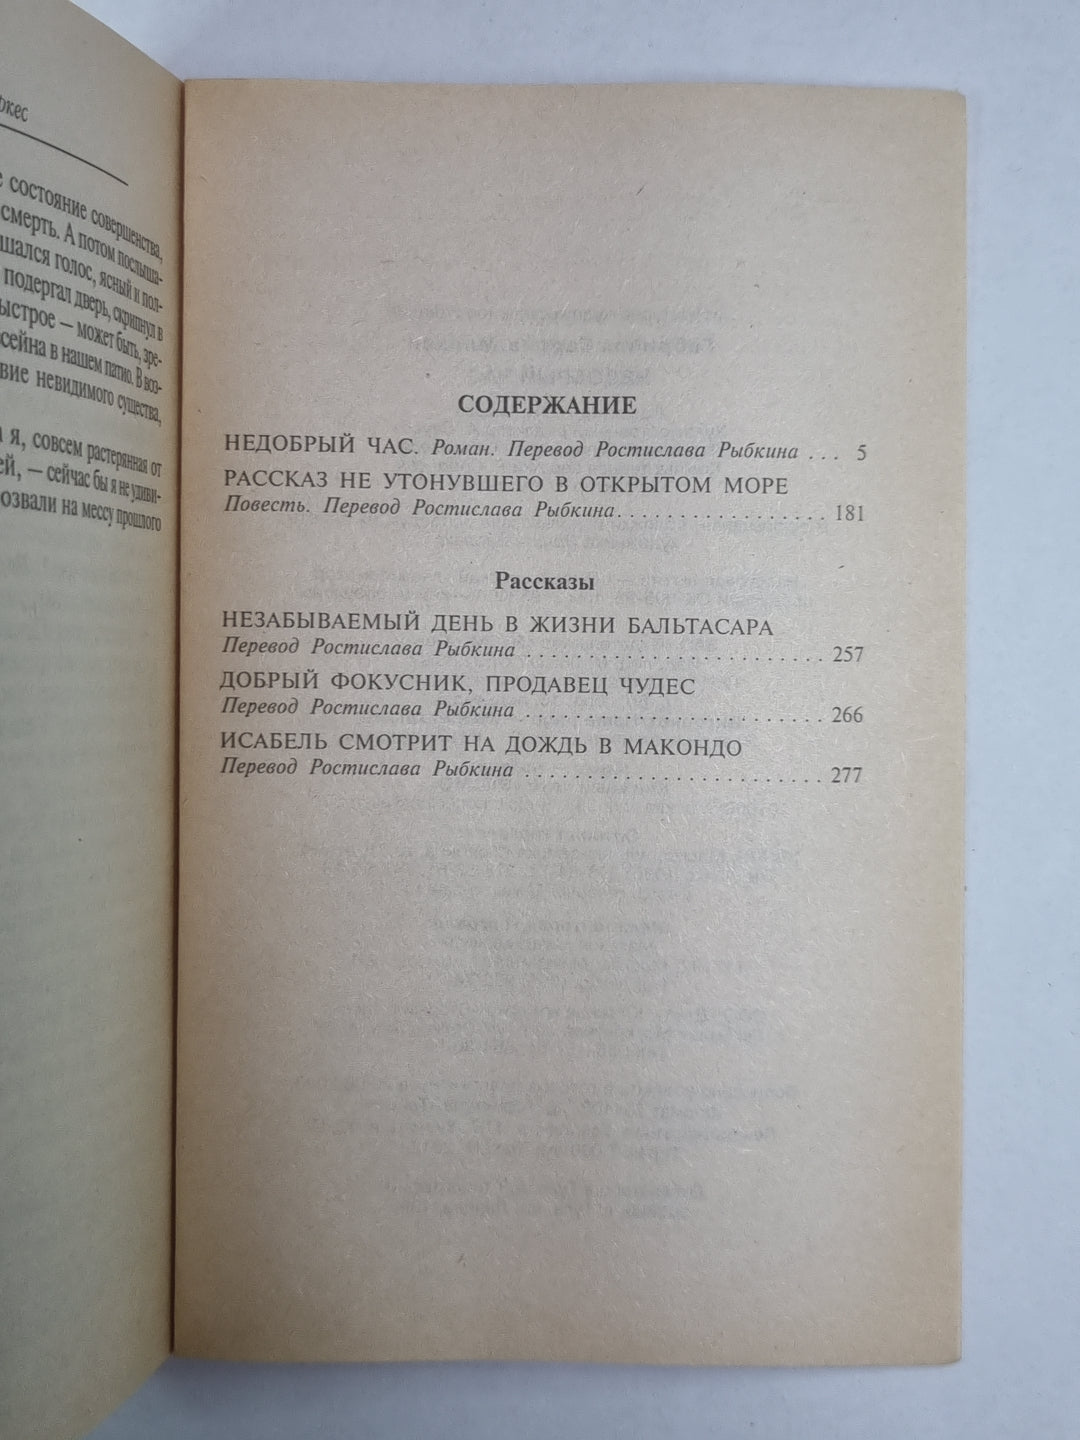 состояние совершенства,
смерть. А потом послыша-
шался голос, ясный и пол-
подергал дверь, скрипнул в
ыстрое — может быть, зре-
сейна в нашем патио. В воз-
вие невидимого существа,
я, совсем растерянная от
ей, — сейчас бы я не удиви-
озвали на мессу прошлого
СОДЕРЖАНИЕ
НЕДОБРЫЙ ЧАС. Роман. Перевод Ростислава Рыбкина . . . 5
РАССКАЗ НЕ УТОНУВШЕГО В ОТКРЫТОМ МОРЕ
Повесть. Перевод Ростислава Рыбкина. . . . . . . . . . . . . . . . . . 181
Рассказы
НЕЗАБЫВАЕМЫЙ ДЕНЬ В ЖИЗНИ БАЛЬТАСАРА
Перевод Ростислава Рыбкина . . . . . . . . . . . . . . . . . . . . . . . . . 257
ДОБРЫЙ ФОКУСНИК, ПРОДАВЕЦ ЧУДЕС
Перевод Ростислава Рыбкина . . . . . . . . . . . . . . . . . . . . . . . . . 266
ИСАБЕЛЬ СМОТРИТ НА ДОЖДЬ В МАКОНДО
Перевод Ростислава Рыбкина . . . . . . . . . . . . . . . . . . . . . . . . . 277